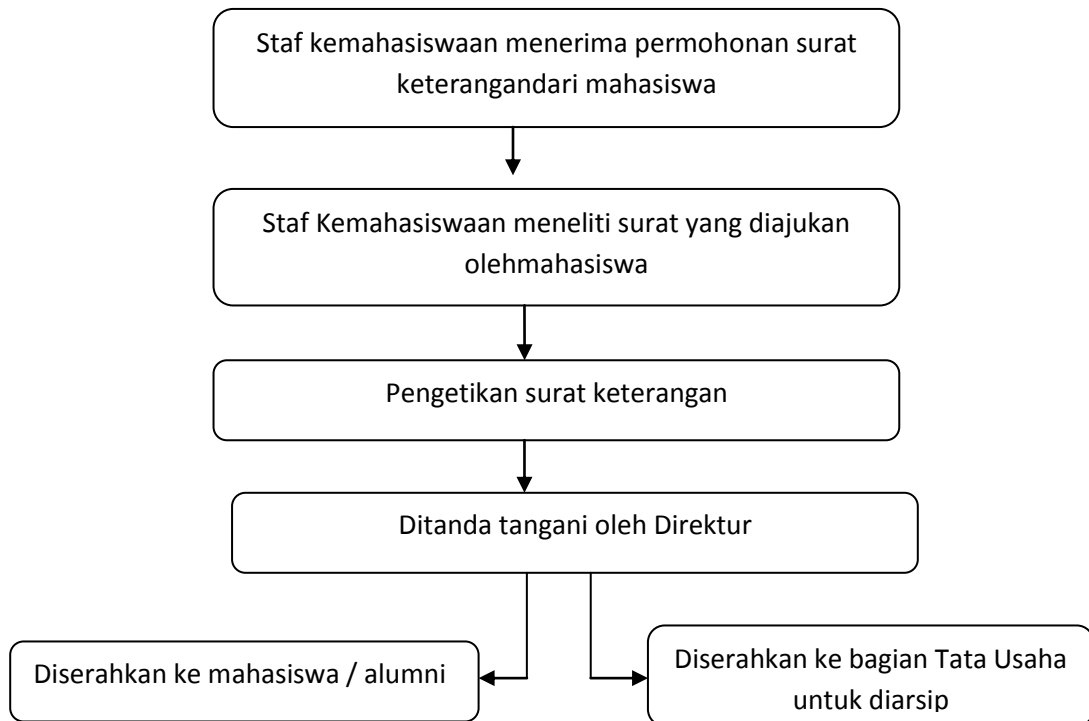 Staf kemahasiswaan menerima permohonan surat
keterangandari mahasiswa
Staf Kemahasiswaan meneliti surat yang diajukan
olehmahasiswa
Pengetikan surat keterangan
Ditanda tangani oleh Direktur
Diserahkan ke mahasiswa / alumni
Diserahkan ke bagian Tata Usaha
untuk diarsip